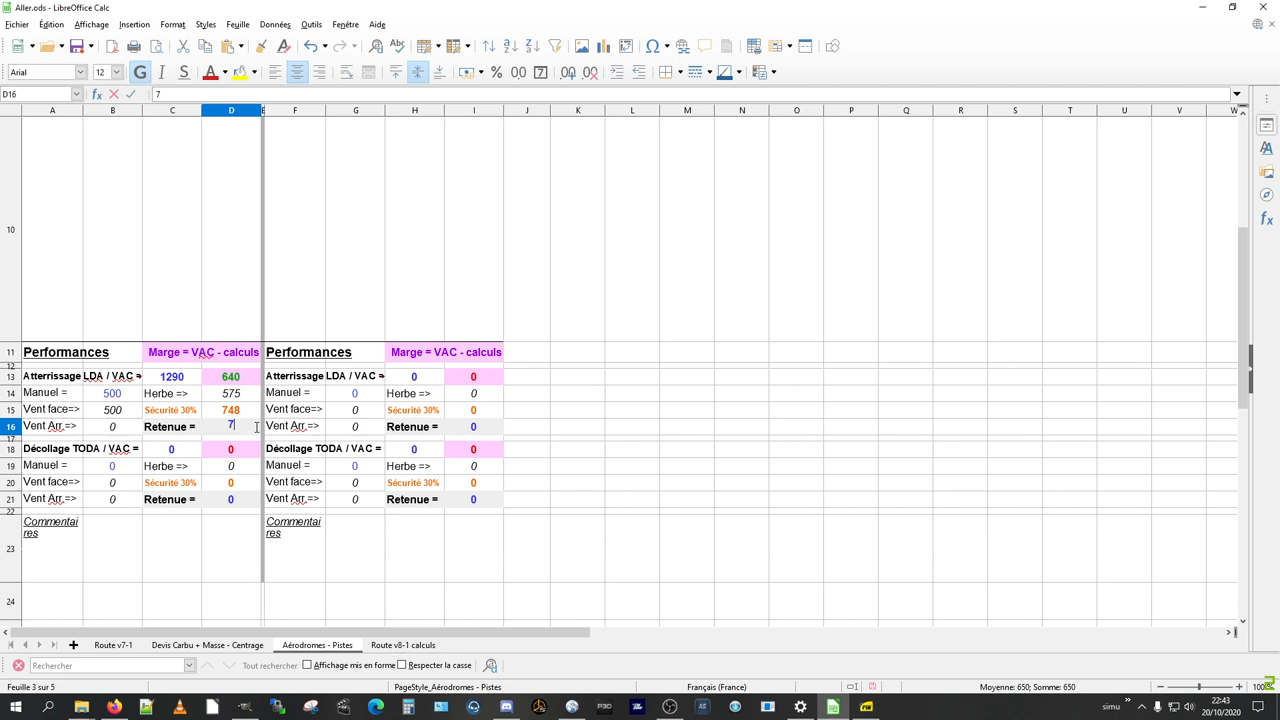 Aller.ods - LibreOffice Calc
Fichier Édition Affichage Insertion Format Styles Feuille Données Outils Fenêtre Aide
Arial 12
D16 7
A B C D E F G H I J K L M N O P Q R S T U V W
10
11 Performances Marge = VAC - calculs Performances Marge = VAC - calculs
12
13 Atterrissage LDA / VAC = 1290 640 Atterrissage LDA / VAC = 0 0
14 Manuel = 500 Herbe => 575 Manuel = 0 Herbe => 0
15 Vent face=> 500 Sécurité 30% 748 Vent face=> 0 Sécurité 30% 0
16 Vent Arr.=> 0 Retenue = 7 Vent Arr.=> 0 Retenue = 0
17
18 Décollage TODA / VAC = 0 0 Décollage TODA / VAC = 0 0
19 Manuel = 0 Herbe => 0 Manuel = 0 Herbe => 0
20 Vent face=> 0 Sécurité 30% 0 Vent face=> 0 Sécurité 30% 0
21 Vent Arr.=> 0 Retenue = 0 Vent Arr.=> 0 Retenue = 0
22
Commentai Commentai
res res
23
24
Route v7-1 Devis Carbu + Masse - Centrage Aérodromes - Pistes Route v8-1 calculs
Rechercher Tout rechercher Affichage mis en forme Respecter la casse
Feuille 3 sur 5 PageStyle_Aérodromes - Pistes Français (France) Moyenne: 650; Somme: 650 100
P3D simu 22:43
20/10/2020